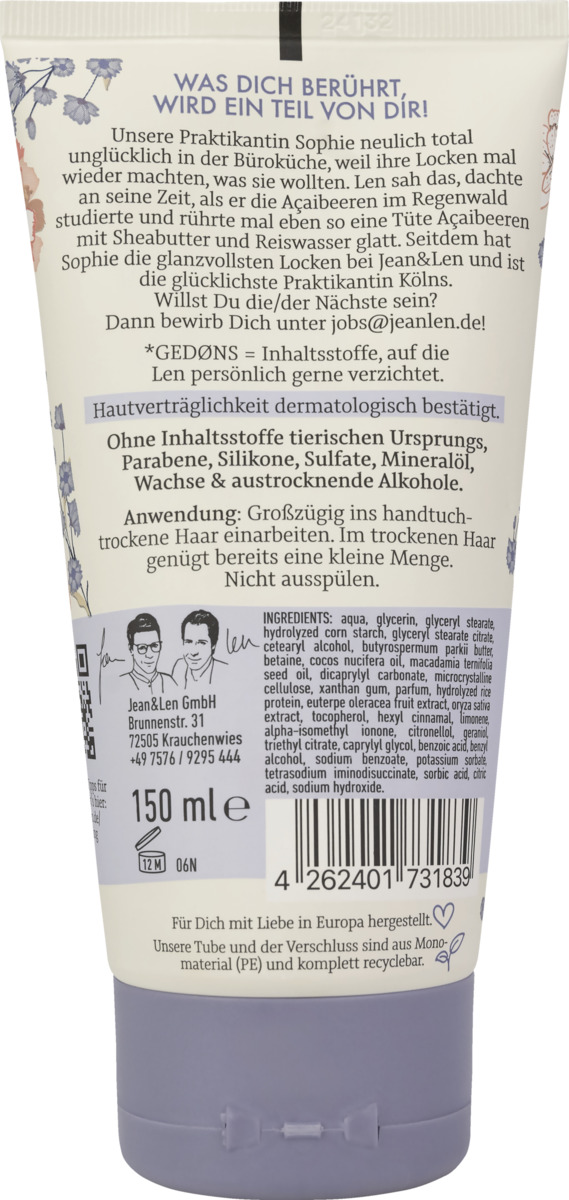 WAS DICH BERÜHRT,
WIRD EIN TEIL VON DIR!
Unsere Praktikantin Sophie neulich total
unglücklich in der Büroküche, weil ihre Locken mal
wieder machten, was sie wollten. Len sah das, dachte
an seine Zeit, als er die Açaibeeren im Regenwald
studierte und rührte mal eben so eine Tüte Açaibeeren
mit Sheabutter und Reiswasser glatt. Seitdem hat
Sophie die glanzvollsten Locken bei Jean&Len und ist
die glücklichste Praktikantin Kölns.
Willst Du die/der Nächste sein?
Dann bewirb Dich unter jobs@jeanlen.de!
*GEDØNS = Inhaltsstoffe, auf die
Len persönlich gerne verzichtet.
Hautverträglichkeit dermatologisch bestätigt.
Ohne Inhaltsstoffe tierischen Ursprungs,
Parabene, Silikone, Sulfate, Mineralöl,
Wachse & austrocknende Alkohole.
Anwendung: Großzügig ins handtuch-
trockene Haar einarbeiten. Im trockenen Haar
genügt bereits eine kleine Menge.
Nicht ausspülen.
Jean Len
Jean&Len GmbH
Brunnenstr. 31
72505 Krauchenwies
+49 7576 / 9295 444
150 ml e
12 M 06N
INGREDIENTS: aqua, glycerin, glyceryl stearate,
hydrolyzed corn starch, glyceryl stearate citrate,
cetearyl alcohol, butyrospermum parkii butter,
betaine, cocos nucifera oil, macadamia ternifolia
seed oil, dicaprylyl carbonate, microcrystalline
cellulose, xanthan gum, parfum, hydrolyzed rice
protein, euterpe oleracea fruit extract, oryza sativa
extract, tocopherol, hexyl cinnamal, limonene,
alpha-isomethyl ionone, citronellol, geraniol,
triethyl citrate, caprylyl glycol, benzoic acid, benzyl
alcohol, sodium benzoate, potassium sorbate,
tetrasodium iminodisuccinate, sorbic acid, citric
acid, sodium hydroxide.
4 262401 731839
Für Dich mit Liebe in Europa hergestellt.
Unsere Tube und der Verschluss sind aus Mono-
material (PE) und komplett recyclebar.